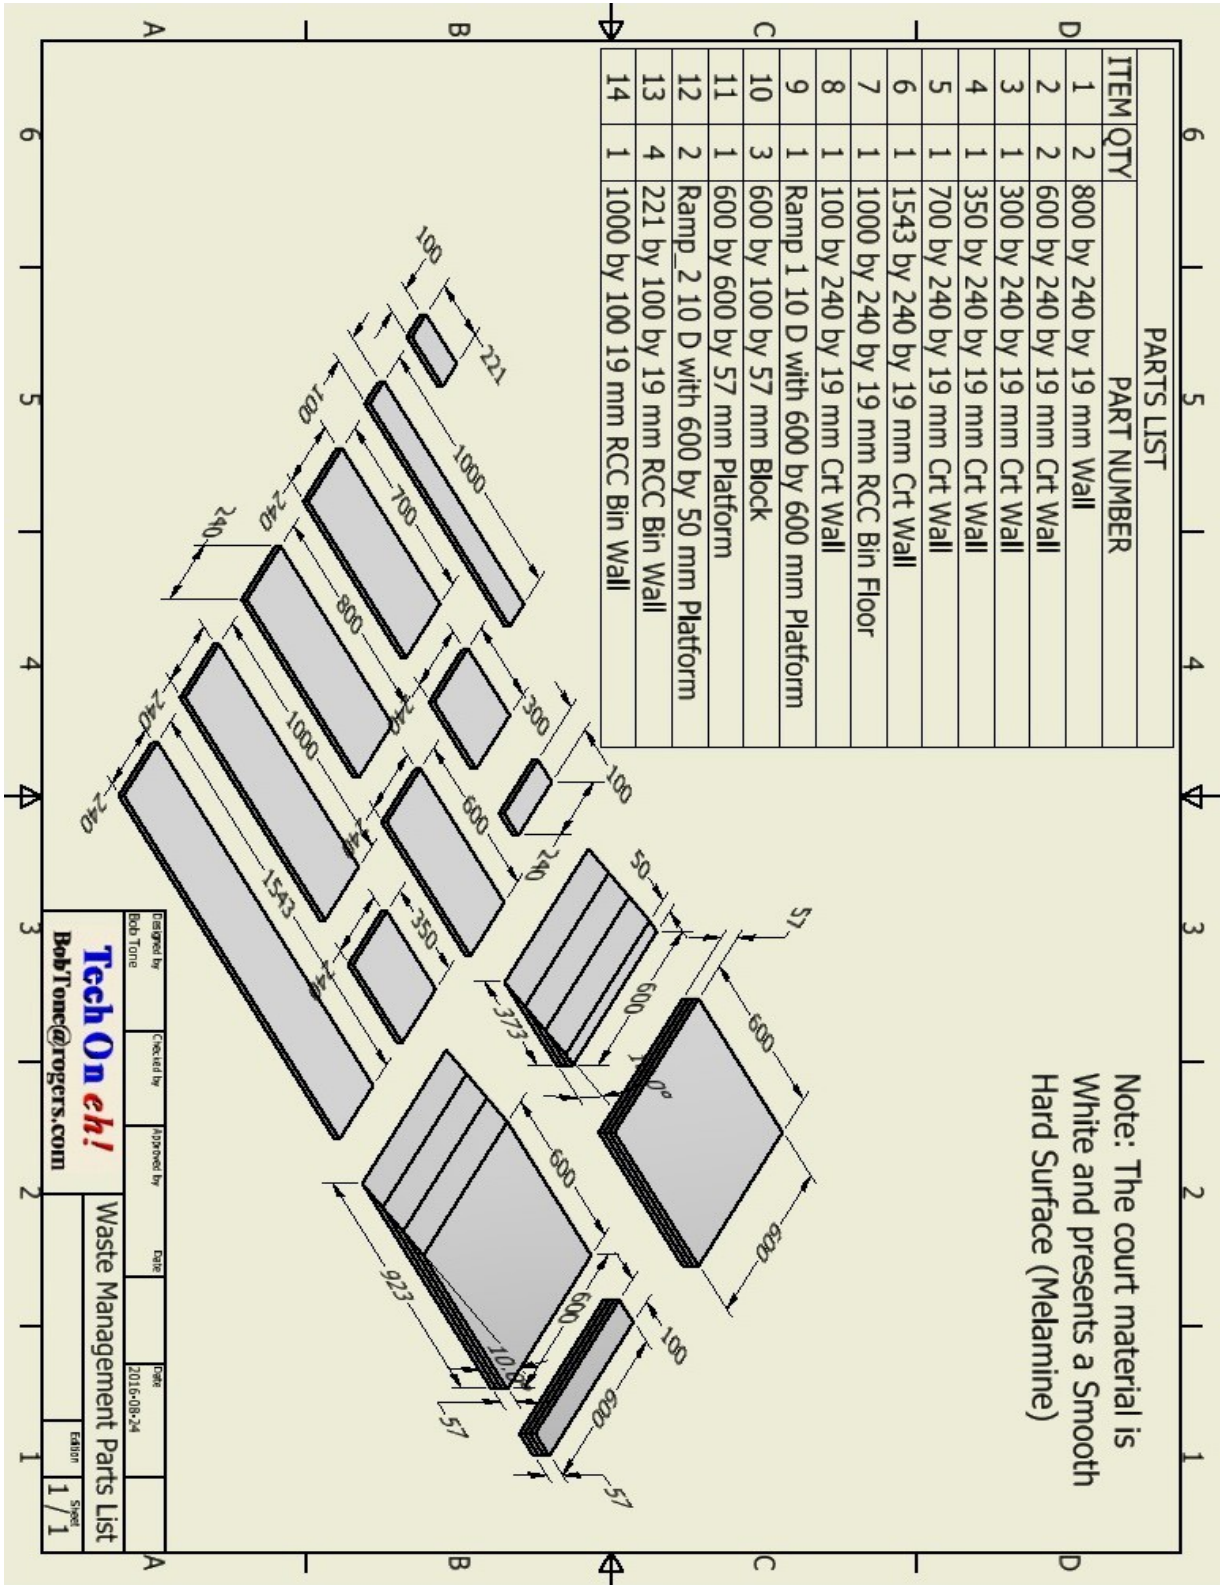 PARTS LIST
ITEM QTY PART NUMBER
1 2 800 by 240 by 19 mm Wall
2 2 600 by 240 by 19 mm Crt Wall
3 1 300 by 240 by 19 mm Crt Wall
4 1 350 by 240 by 19 mm Crt Wall
5 1 700 by 240 by 19 mm Crt Wall
6 1 1543 by 240 by 19 mm Crt Wall
7 1 1000 by 240 by 19 mm RCC Bin Floor
8 1 100 by 240 by 19 mm Crt Wall
9 1 Ramp 1 10 D with 600 by 600 mm Platform
10 3 600 by 100 by 57 mm Block
11 1 600 by 600 by 57 mm Platform
12 2 Ramp_2 10 D with 600 by 50 mm Platform
13 4 221 by 100 by 19 mm RCC Bin Wall
14 1 1000 by 100 19 mm RCC Bin Wall
Note: The court material is
White and presents a Smooth
Hard Surface (Melamine)
6 5 4 3 2 1
D
C
B
A
D
C
B
A
6 5 4 3 2 1
100
221
1000
100
700
240
800
240
1000
240
1543
240
300
240
100
240
600
240
350
240
50
57
600
373
600
600
600
600
923
10.0°
57
100
600
57
Designed by
Bob Tone
Checked by
Approved by
Date
Date
2016-08-24
Tech On eh!
BobTone@rogers.com
Waste Management Parts List
Edition
Sheet
1 / 1